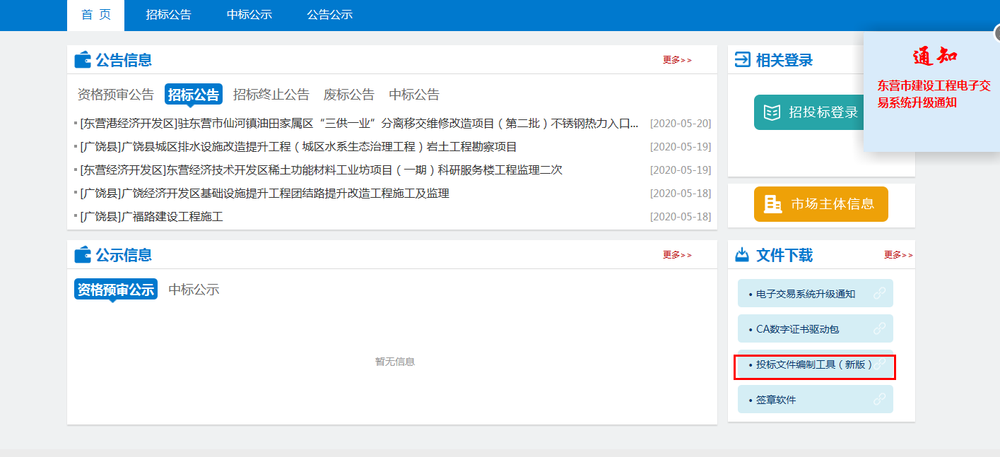 首 页 招标公告 中标公示 公告公示
公告信息 更多>>
资格预审公告 招标公告 招标终止公告 废标公告 中标公告
[东营港经济开发区]驻东营市仙河镇油田家属区“三供一业”分离移交维修改造项目（第二批）不锈钢热力入口... [2020-05-20]
[广饶县]广饶县城区排水设施改造提升工程（城区水系生态治理工程）岩土工程勘察项目 [2020-05-19]
[东营经济开发区]东营经济技术开发区稀土功能材料工业坊项目（一期）科研服务楼工程监理二次 [2020-05-19]
[广饶县]广饶经济开发区基础设施提升工程团结路提升改造工程施工及监理 [2020-05-18]
[广饶县]广福路建设工程施工 [2020-05-18]
相关登录
招投标登录
通知
东营市建设工程电子交
易系统升级通知
市场主体信息
公示信息 更多>>
资格预审公示 中标公示
暂无信息
文件下载 更多>>
• 电子交易系统升级通知
• CA数字证书驱动包
• 投标文件编制工具（新版）
• 签章软件